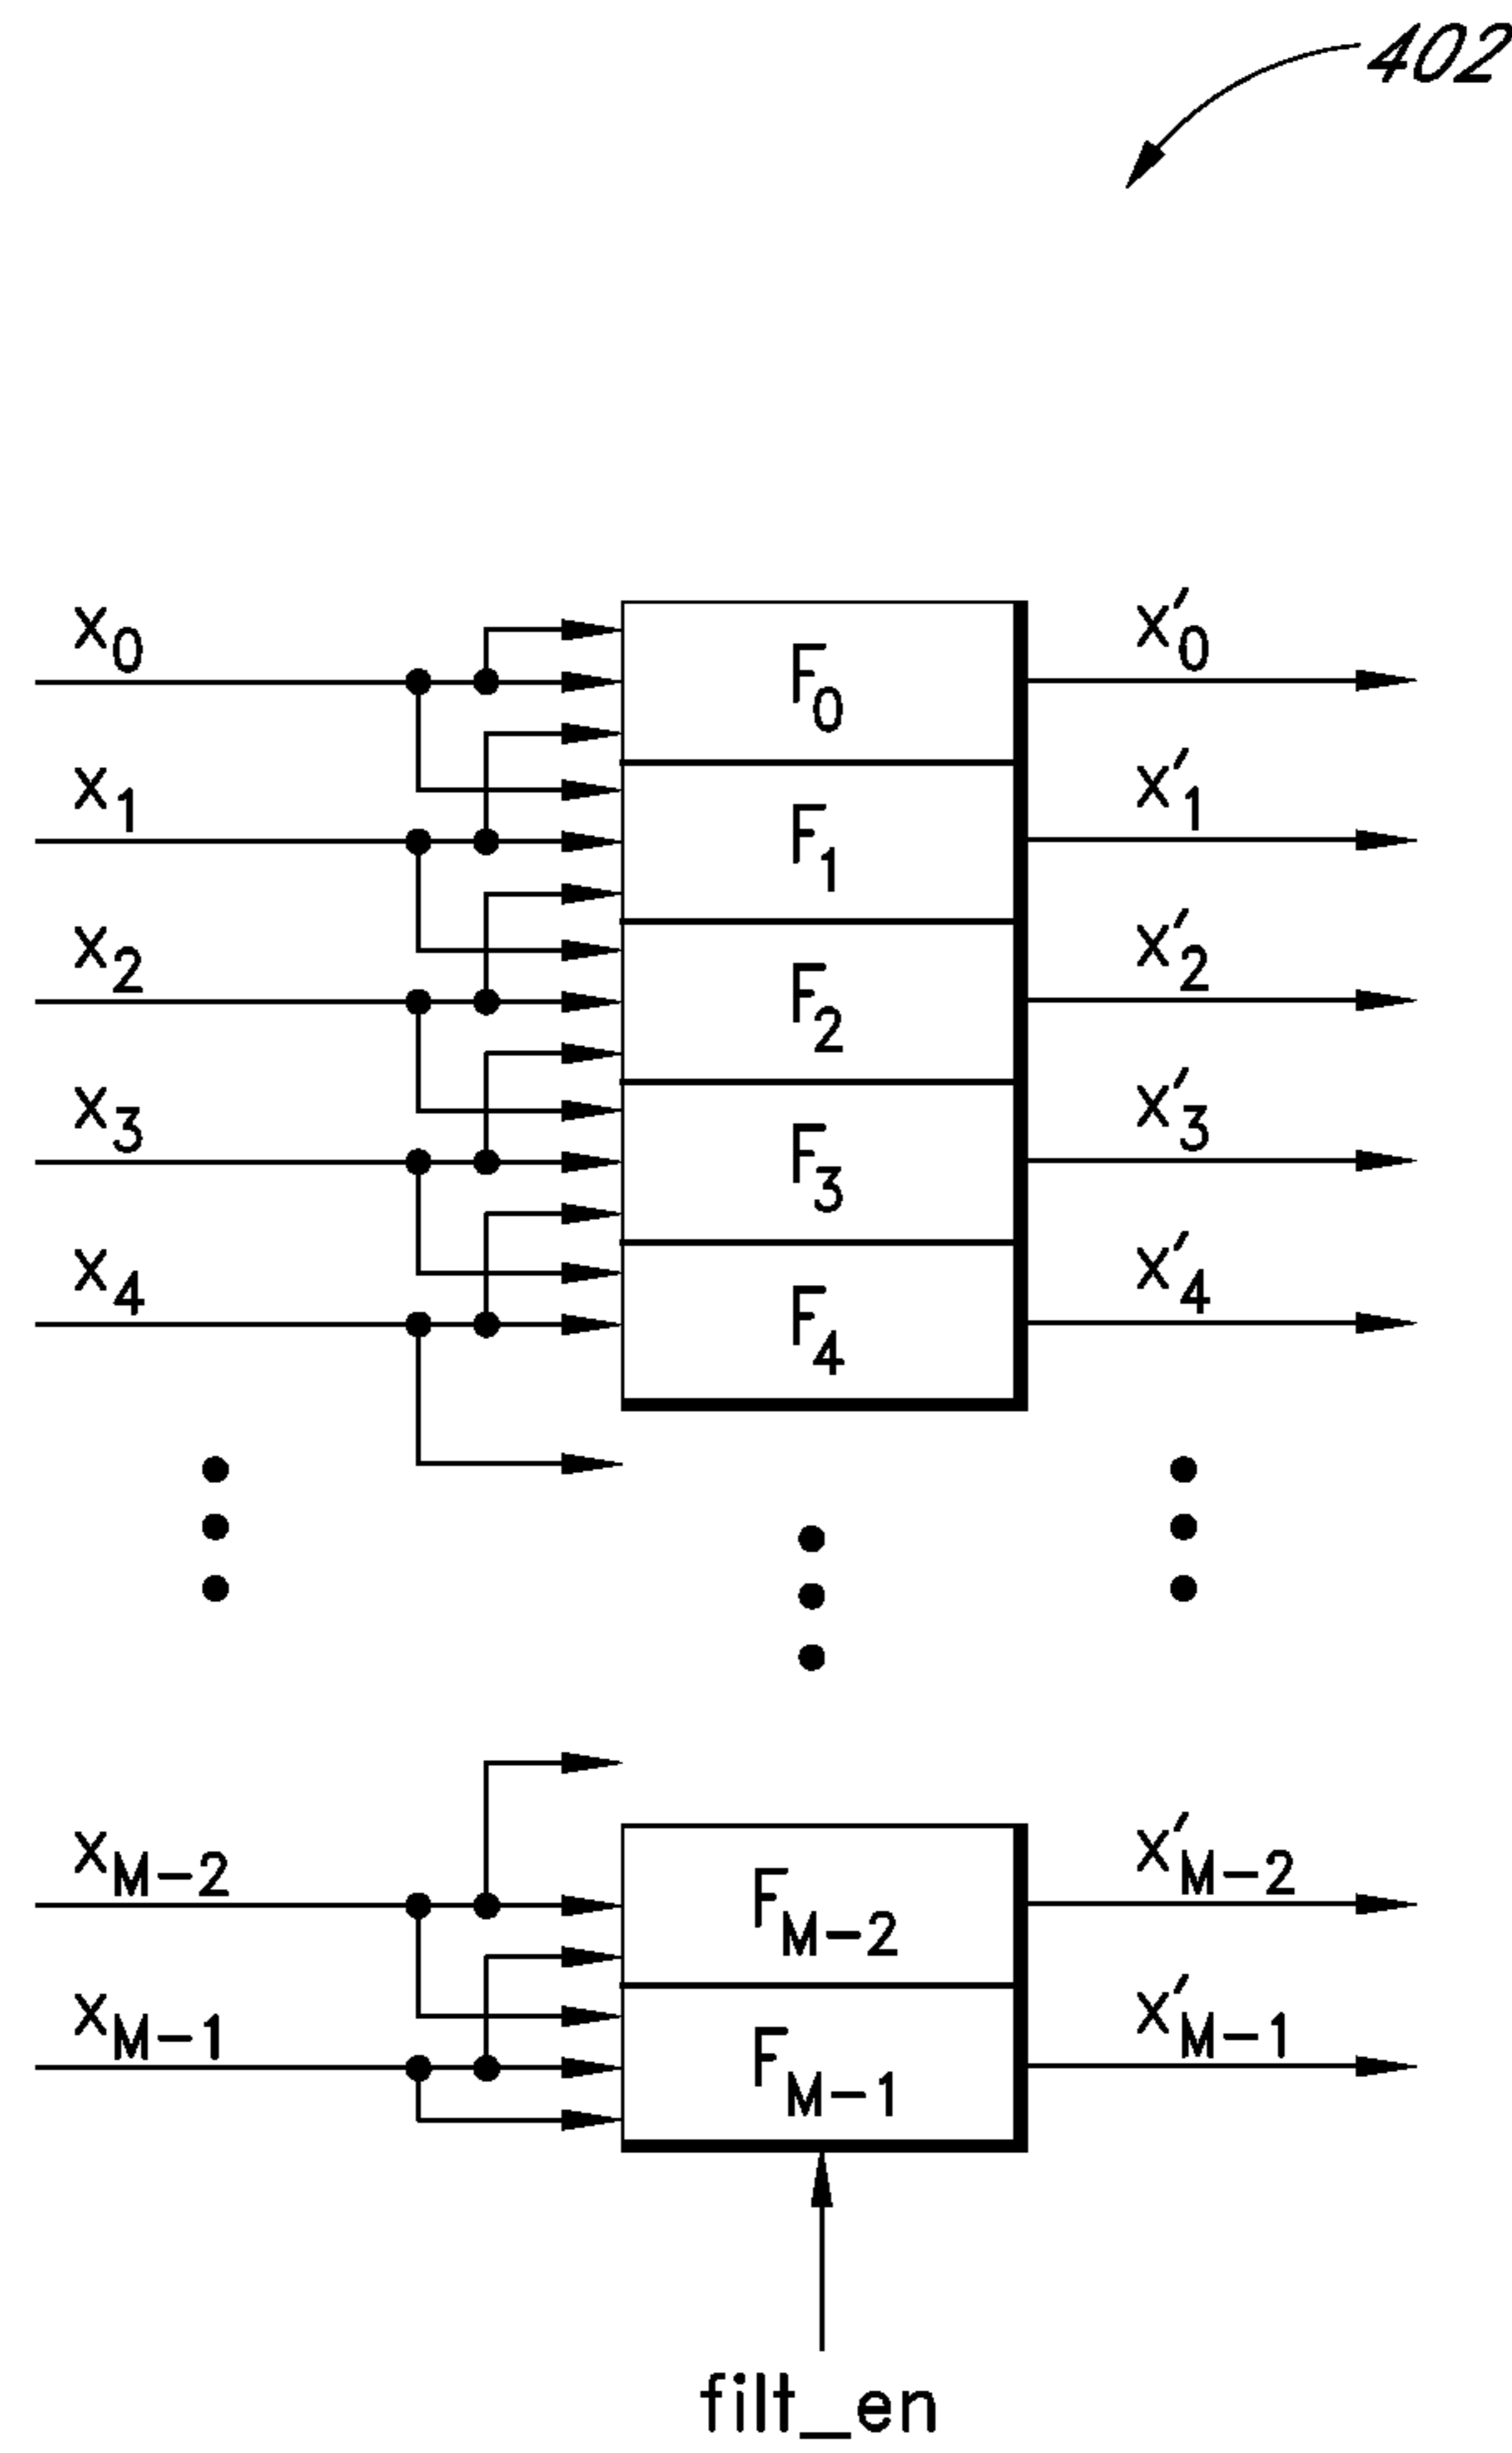 402
x0 F0 x′0
x1 F1 x′1
x2 F2 x′2
x3 F3 x′3
x4 F4 x′4
xM−2 FM−2 x′M−2
xM−1 FM−1 x′M−1
filt_en